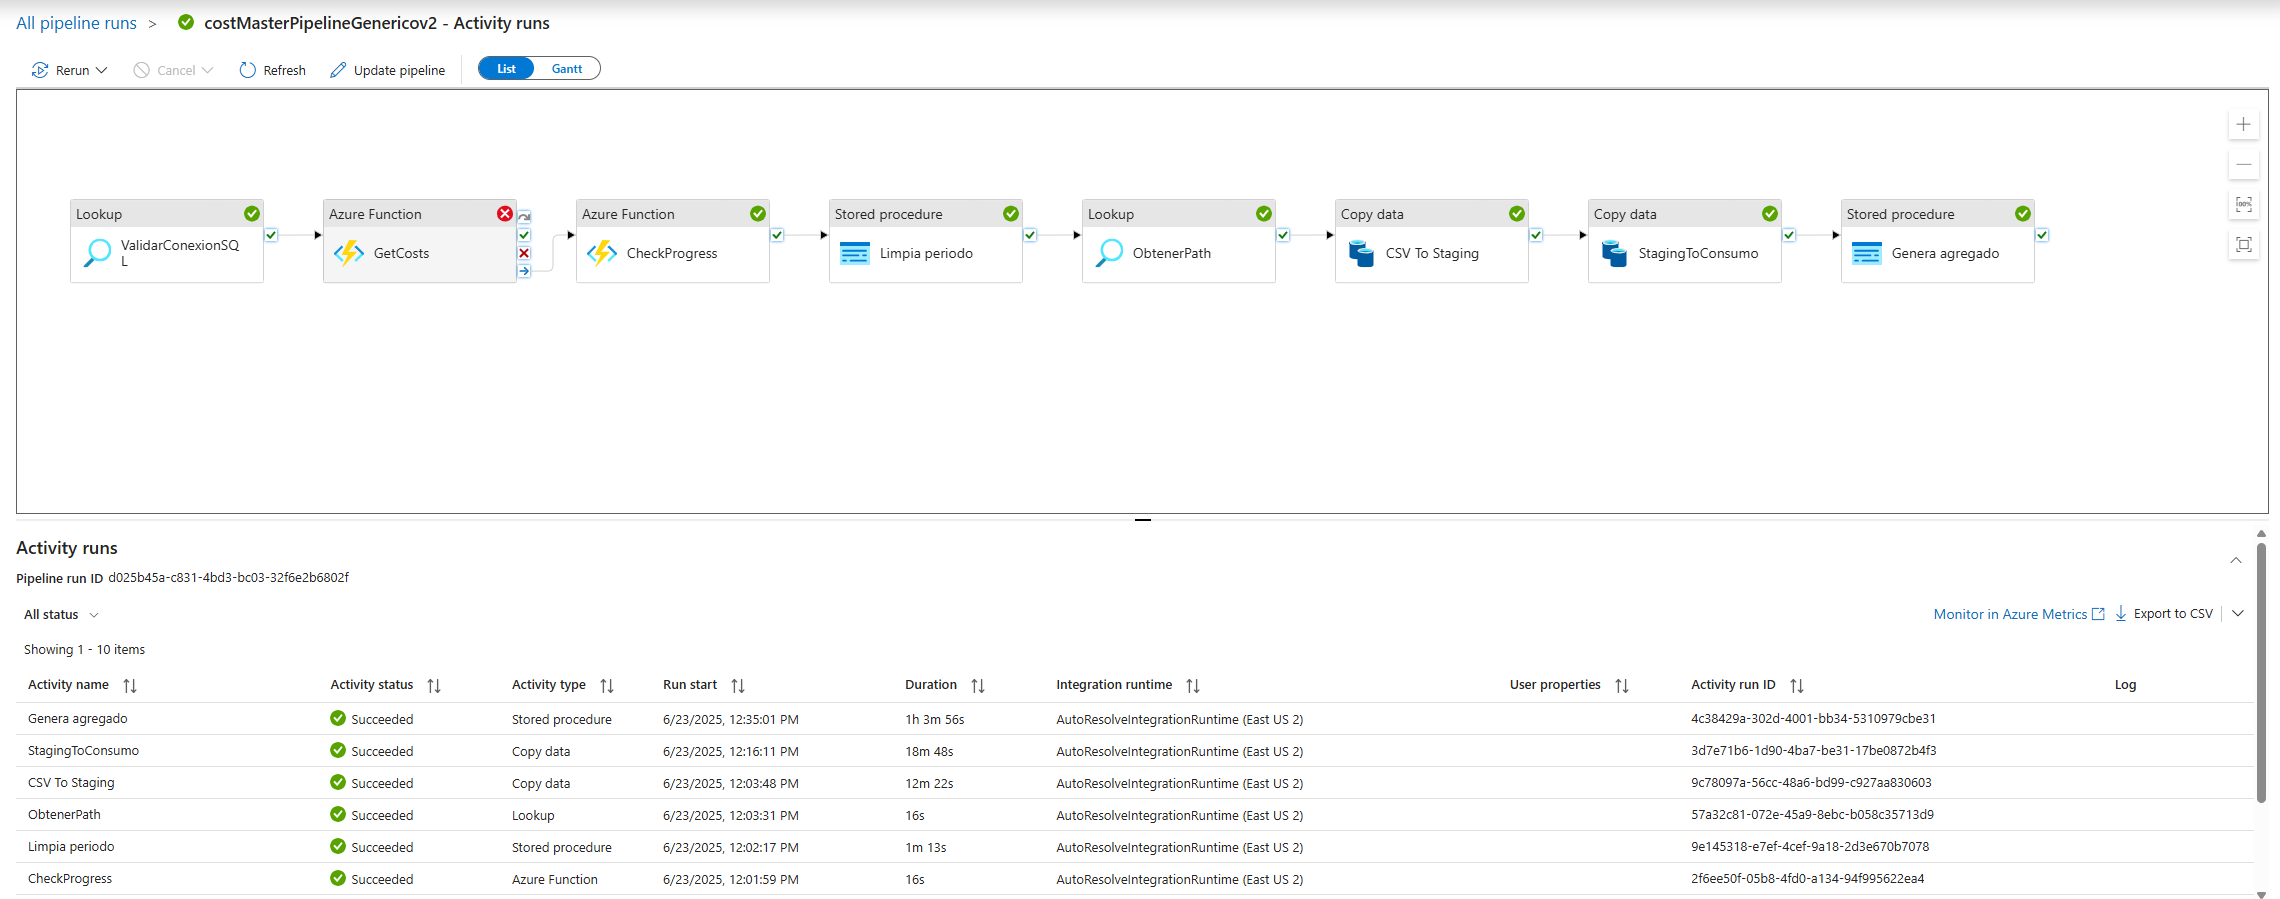 All pipeline runs > costMasterPipelineGenericov2 - Activity runs
Rerun Cancel Refresh Update pipeline List Gantt
Lookup
ValidarConexionSQ
L
Azure Function
GetCosts
Azure Function
CheckProgress
Stored procedure
Limpia periodo
Lookup
ObtenerPath
Copy data
CSV To Staging
Copy data
StagingToConsumo
Stored procedure
Genera agregado
100%
Activity runs
Pipeline run ID d025b45a-c831-4bd3-bc03-32f6e2b6802f
All status
Monitor in Azure Metrics Export to CSV
Showing 1 - 10 items
Activity name Activity status Activity type Run start Duration Integration runtime User properties Activity run ID Log
Genera agregado Succeeded Stored procedure 6/23/2025, 12:35:01 PM 1h 3m 56s AutoResolveIntegrationRuntime (East US 2) 4c38429a-302d-4001-bb34-5310979cbe31
StagingToConsumo Succeeded Copy data 6/23/2025, 12:16:11 PM 18m 48s AutoResolveIntegrationRuntime (East US 2) 3d7e71b6-1d90-4ba7-be31-17be0872b4f3
CSV To Staging Succeeded Copy data 6/23/2025, 12:03:48 PM 12m 22s AutoResolveIntegrationRuntime (East US 2) 9c78097a-56cc-48a6-bd99-c927aa830603
ObtenerPath Succeeded Lookup 6/23/2025, 12:03:31 PM 16s AutoResolveIntegrationRuntime (East US 2) 57a32c81-072e-45a9-8ebc-b058c35713d9
Limpia periodo Succeeded Stored procedure 6/23/2025, 12:02:17 PM 1m 13s AutoResolveIntegrationRuntime (East US 2) 9e145318-e7ef-4cef-9a18-2d3e670b7078
CheckProgress Succeeded Azure Function 6/23/2025, 12:01:59 PM 16s AutoResolveIntegrationRuntime (East US 2) 2f6ee50f-05b8-4fd0-a134-94f995622ea4